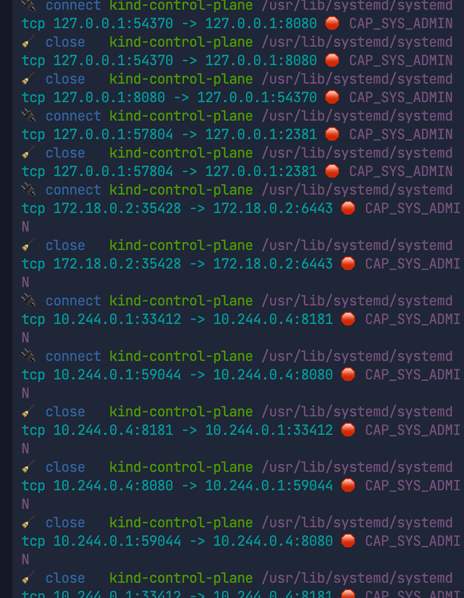 🔌 connect kind-control-plane /usr/lib/systemd/systemd
tcp 127.0.0.1:54370 -> 127.0.0.1:8080 🛑 CAP_SYS_ADMIN
🧹 close kind-control-plane /usr/lib/systemd/systemd
tcp 127.0.0.1:54370 -> 127.0.0.1:8080 🛑 CAP_SYS_ADMIN
🧹 close kind-control-plane /usr/lib/systemd/systemd
tcp 127.0.0.1:8080 -> 127.0.0.1:54370 🛑 CAP_SYS_ADMIN
🔌 connect kind-control-plane /usr/lib/systemd/systemd
tcp 127.0.0.1:57804 -> 127.0.0.1:2381 🛑 CAP_SYS_ADMIN
🧹 close kind-control-plane /usr/lib/systemd/systemd
tcp 127.0.0.1:57804 -> 127.0.0.1:2381 🛑 CAP_SYS_ADMIN
🔌 connect kind-control-plane /usr/lib/systemd/systemd
tcp 172.18.0.2:35428 -> 172.18.0.2:6443 🛑 CAP_SYS_ADMI
N
🧹 close kind-control-plane /usr/lib/systemd/systemd
tcp 172.18.0.2:35428 -> 172.18.0.2:6443 🛑 CAP_SYS_ADMI
N
🔌 connect kind-control-plane /usr/lib/systemd/systemd
tcp 10.244.0.1:33412 -> 10.244.0.4:8181 🛑 CAP_SYS_ADMI
N
🔌 connect kind-control-plane /usr/lib/systemd/systemd
tcp 10.244.0.1:59044 -> 10.244.0.4:8080 🛑 CAP_SYS_ADMI
N
🧹 close kind-control-plane /usr/lib/systemd/systemd
tcp 10.244.0.4:8181 -> 10.244.0.1:33412 🛑 CAP_SYS_ADMI
N
🧹 close kind-control-plane /usr/lib/systemd/systemd
tcp 10.244.0.4:8080 -> 10.244.0.1:59044 🛑 CAP_SYS_ADMI
N
🧹 close kind-control-plane /usr/lib/systemd/systemd
tcp 10.244.0.1:59044 -> 10.244.0.4:8080 🛑 CAP_SYS_ADMI
N
🧹 close kind-control-plane /usr/lib/systemd/systemd
tcp 10.244.0.1:33412 -> 10.244.0.4:8181 🛑 CAP_SYS_ADMI